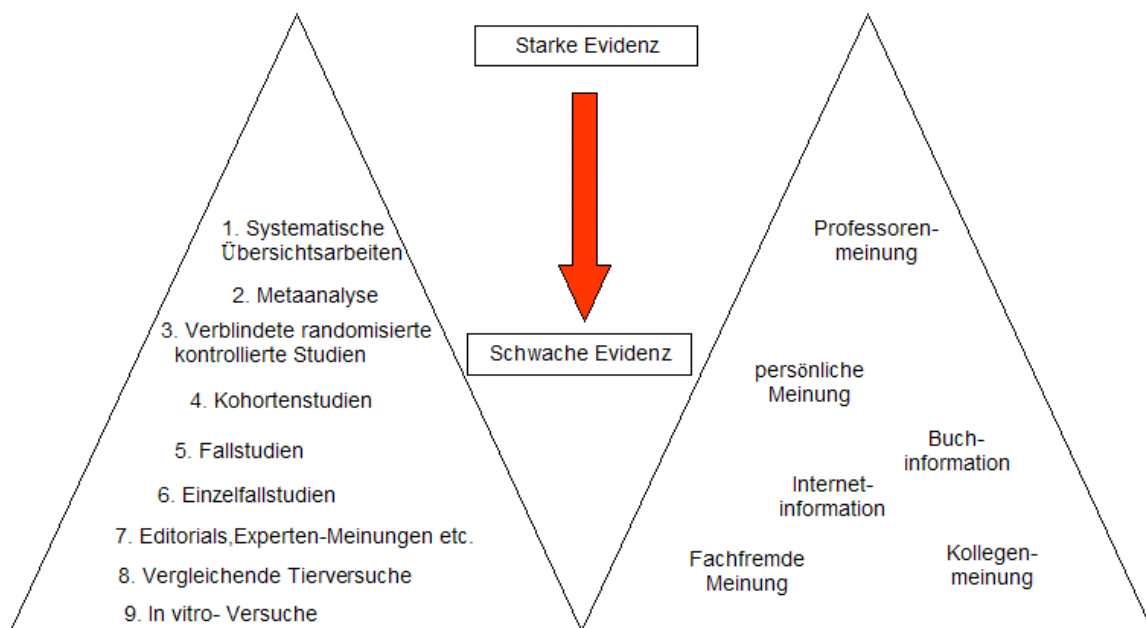 Starke Evidenz
Schwache Evidenz
1. Systematische
Übersichtsarbeiten
2. Metaanalyse
3. Verblindete randomisierte
kontrollierte Studien
4. Kohortenstudien
5. Fallstudien
6. Einzelfallstudien
7. Editorials,Experten-Meinungen etc.
8. Vergleichende Tierversuche
9. In vitro- Versuche
Professoren-
meinung
persönliche
Meinung
Buch-
information
Internet-
information
Fachfremde
Meinung
Kollegen-
meinung